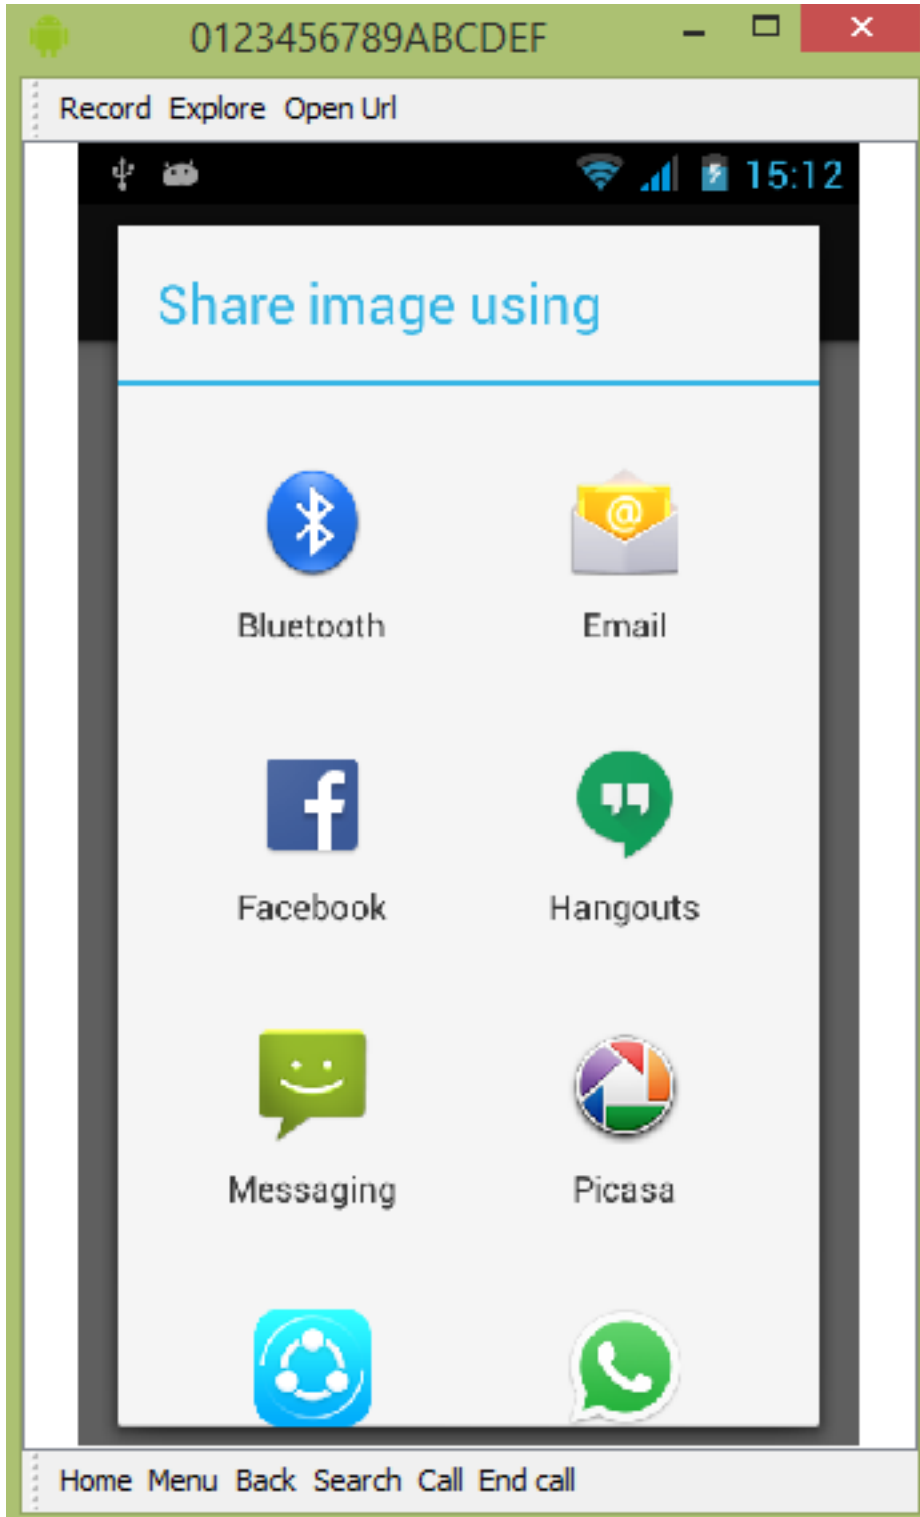 0123456789ABCDEF
Record Explore Open Url
15:12
Share image using
@
Bluetooth Email
Facebook Hangouts
Messaging Picasa
Home Menu Back Search Call End call